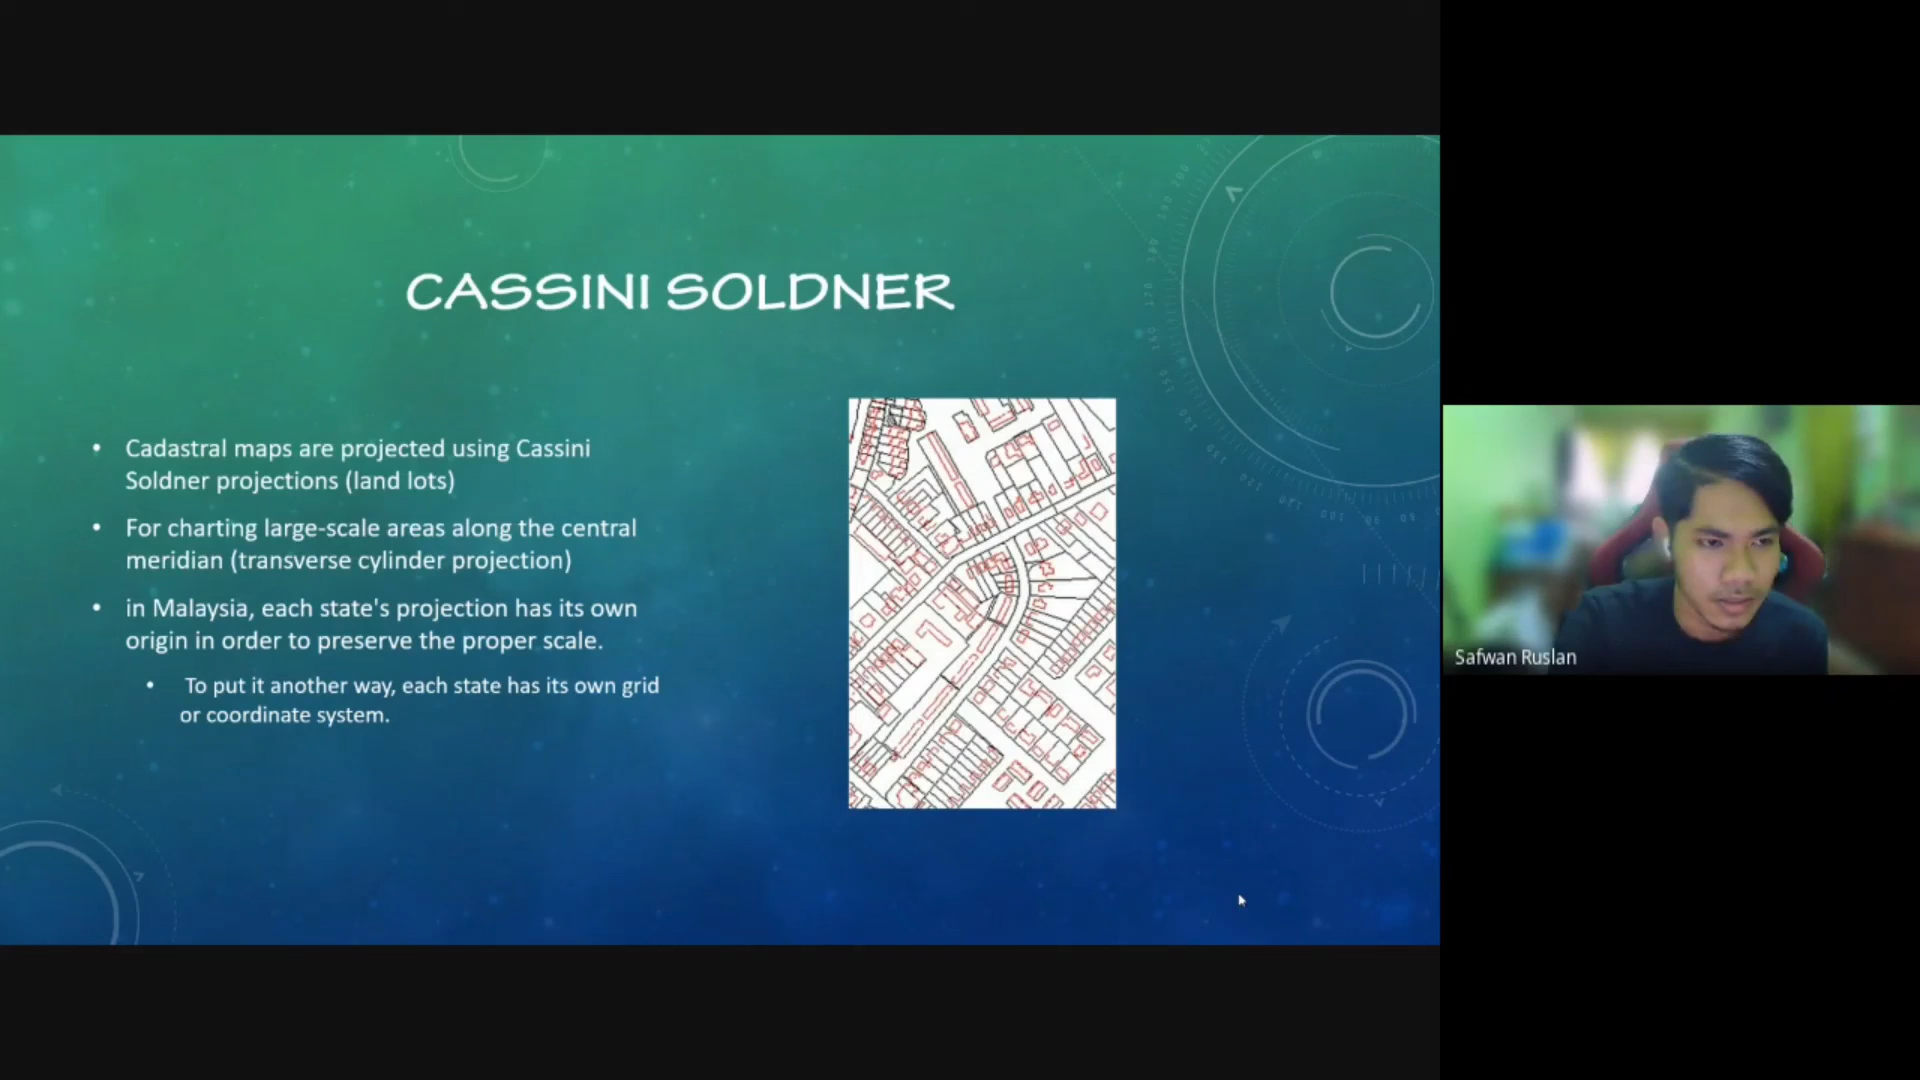 CASSINI SOLDNER
• Cadastral maps are projected using Cassini
Soldner projections (land lots)
• For charting large-scale areas along the central
meridian (transverse cylinder projection)
• in Malaysia, each state's projection has its own
origin in order to preserve the proper scale.
• To put it another way, each state has its own grid
or coordinate system.
Safwan Ruslan